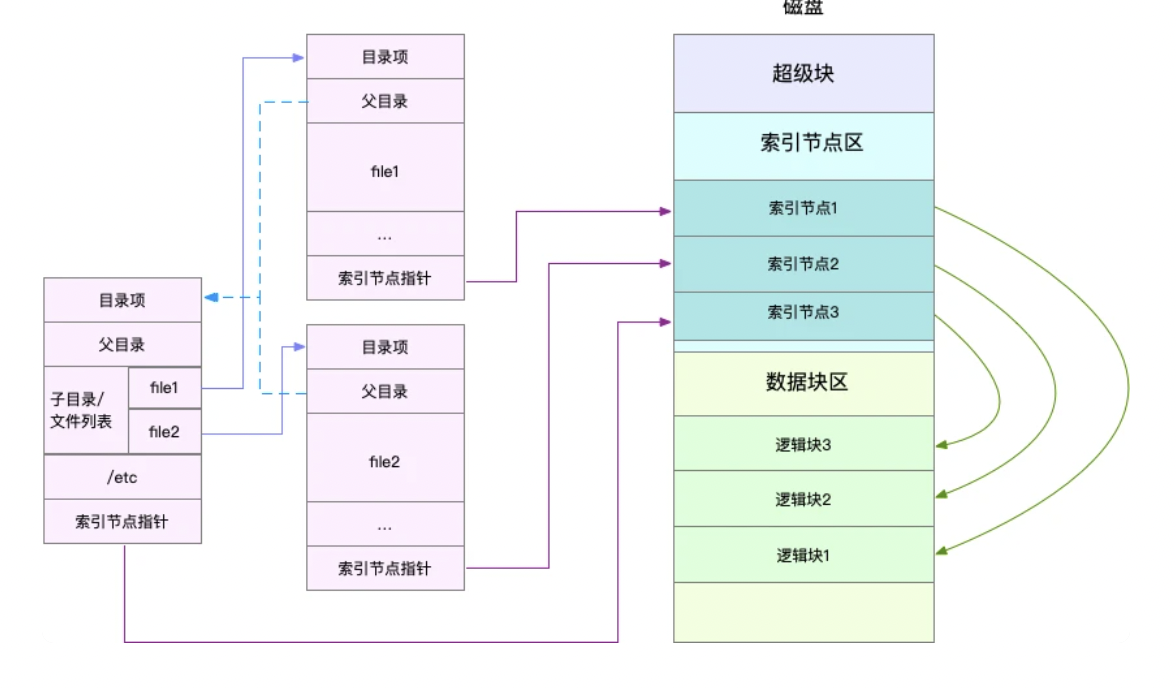 磁盘
目录项
父目录
file1
...
索引节点指针
目录项
父目录
子目录/
文件列表
file1
file2
/etc
索引节点指针
目录项
父目录
file2
...
索引节点指针
超级块
索引节点区
索引节点1
索引节点2
索引节点3
数据块区
逻辑块3
逻辑块2
逻辑块1